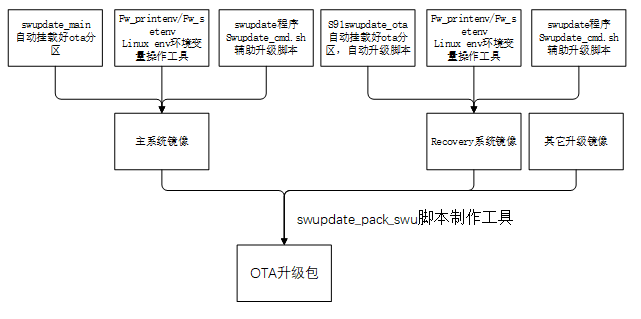 swupdate_main
自动挂载好ota分
区
Fw_printenv/Fw_s
etenv
Linux env环境变
量操作工具
swupdate程序
Swupdate_cmd.sh
辅助升级脚本
S91swupdate_ota
自动挂载好ota分
区，自动升级脚本
Fw_printenv/Fw_s
etenv
Linux env环境变
量操作工具
swupdate程序
Swupdate_cmd.sh
辅助升级脚本
主系统镜像
Recovery系统镜像
其它升级镜像
swupdate_pack_swu脚本制作工具
OTA升级包